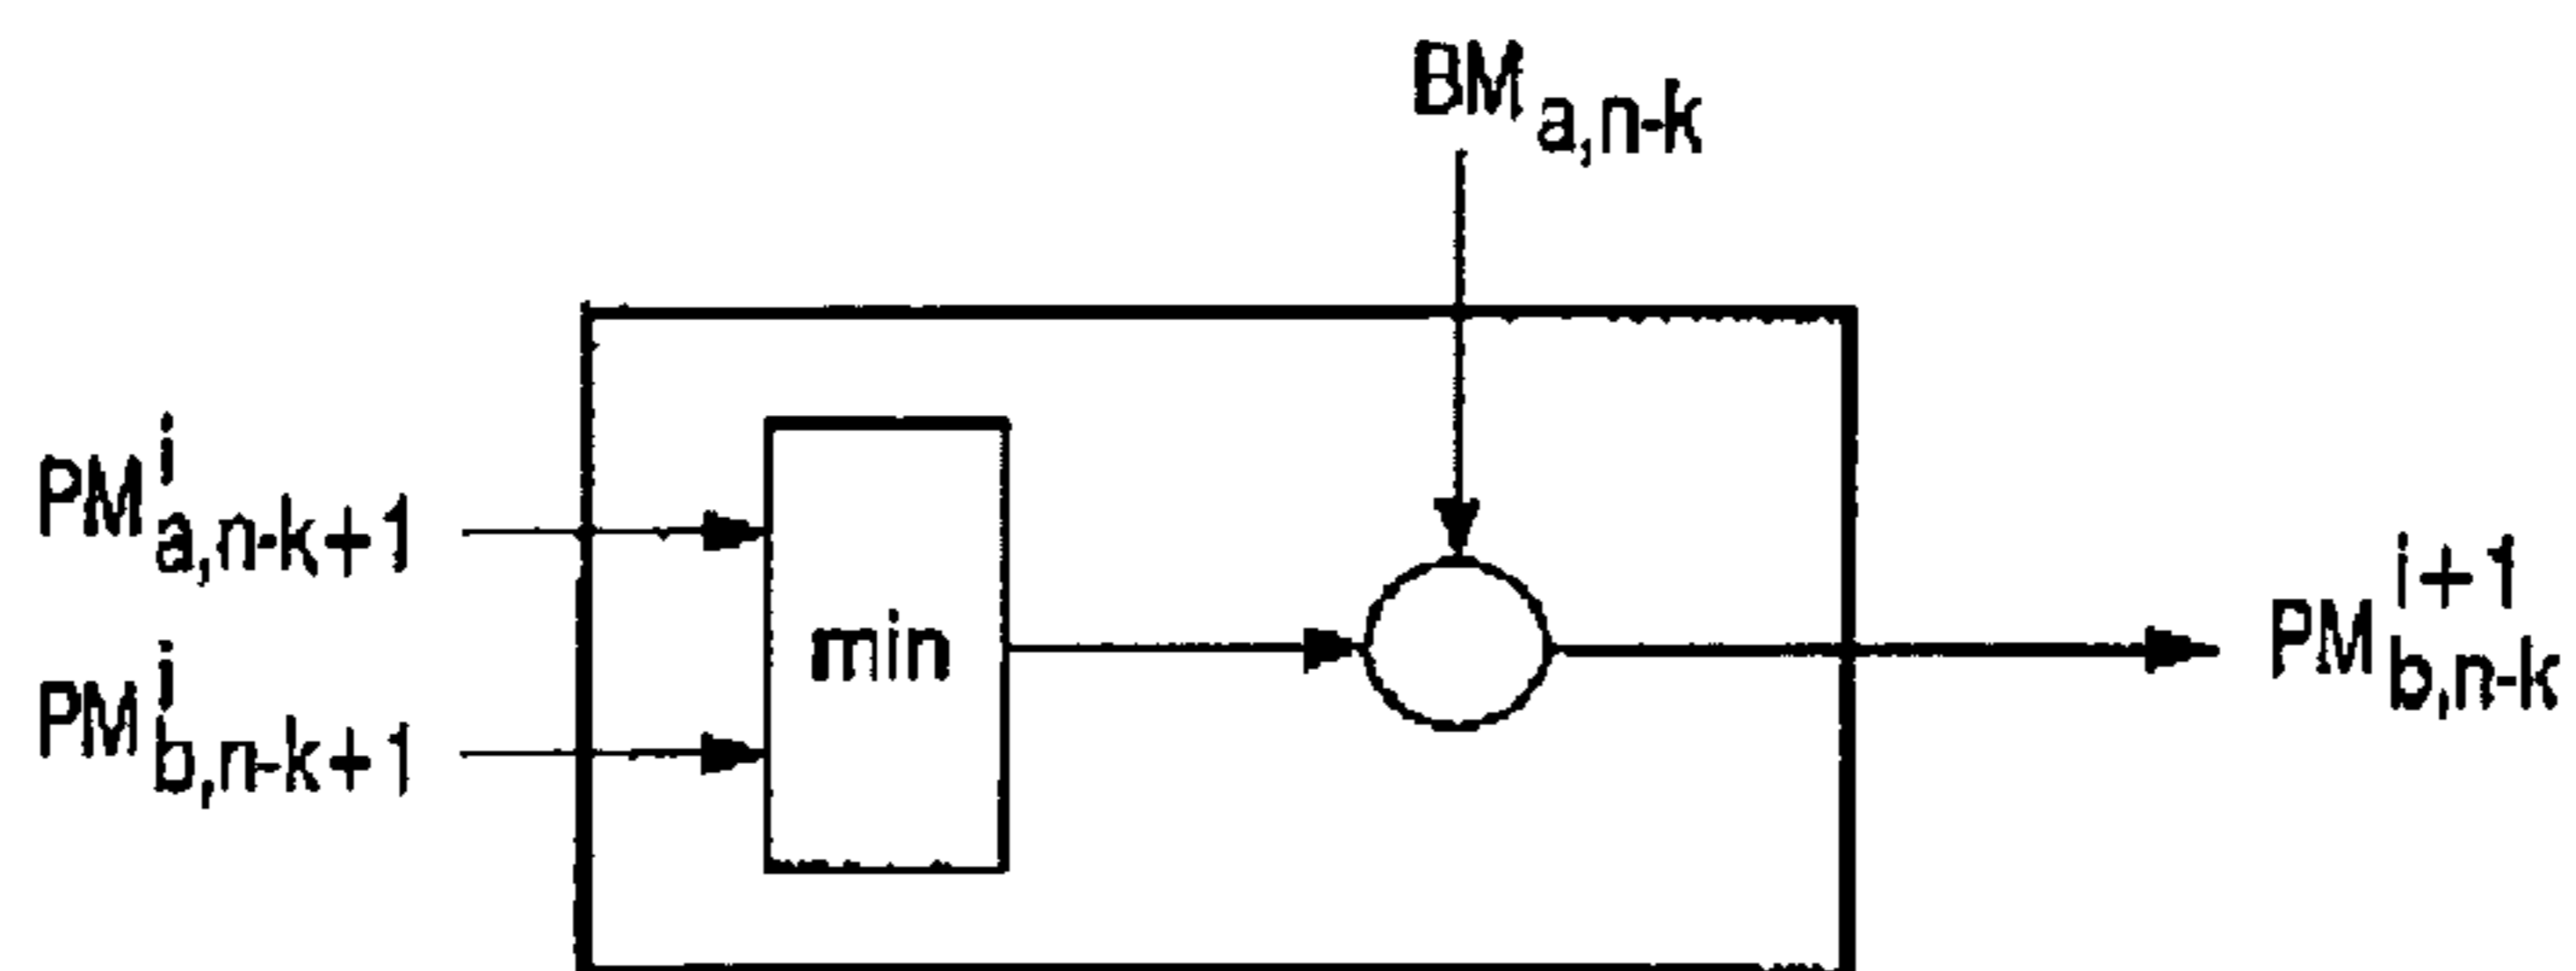 BM a,n-k
PM i a,n-k+1
PM i b,n-k+1
min
PM i+1 b,n-k